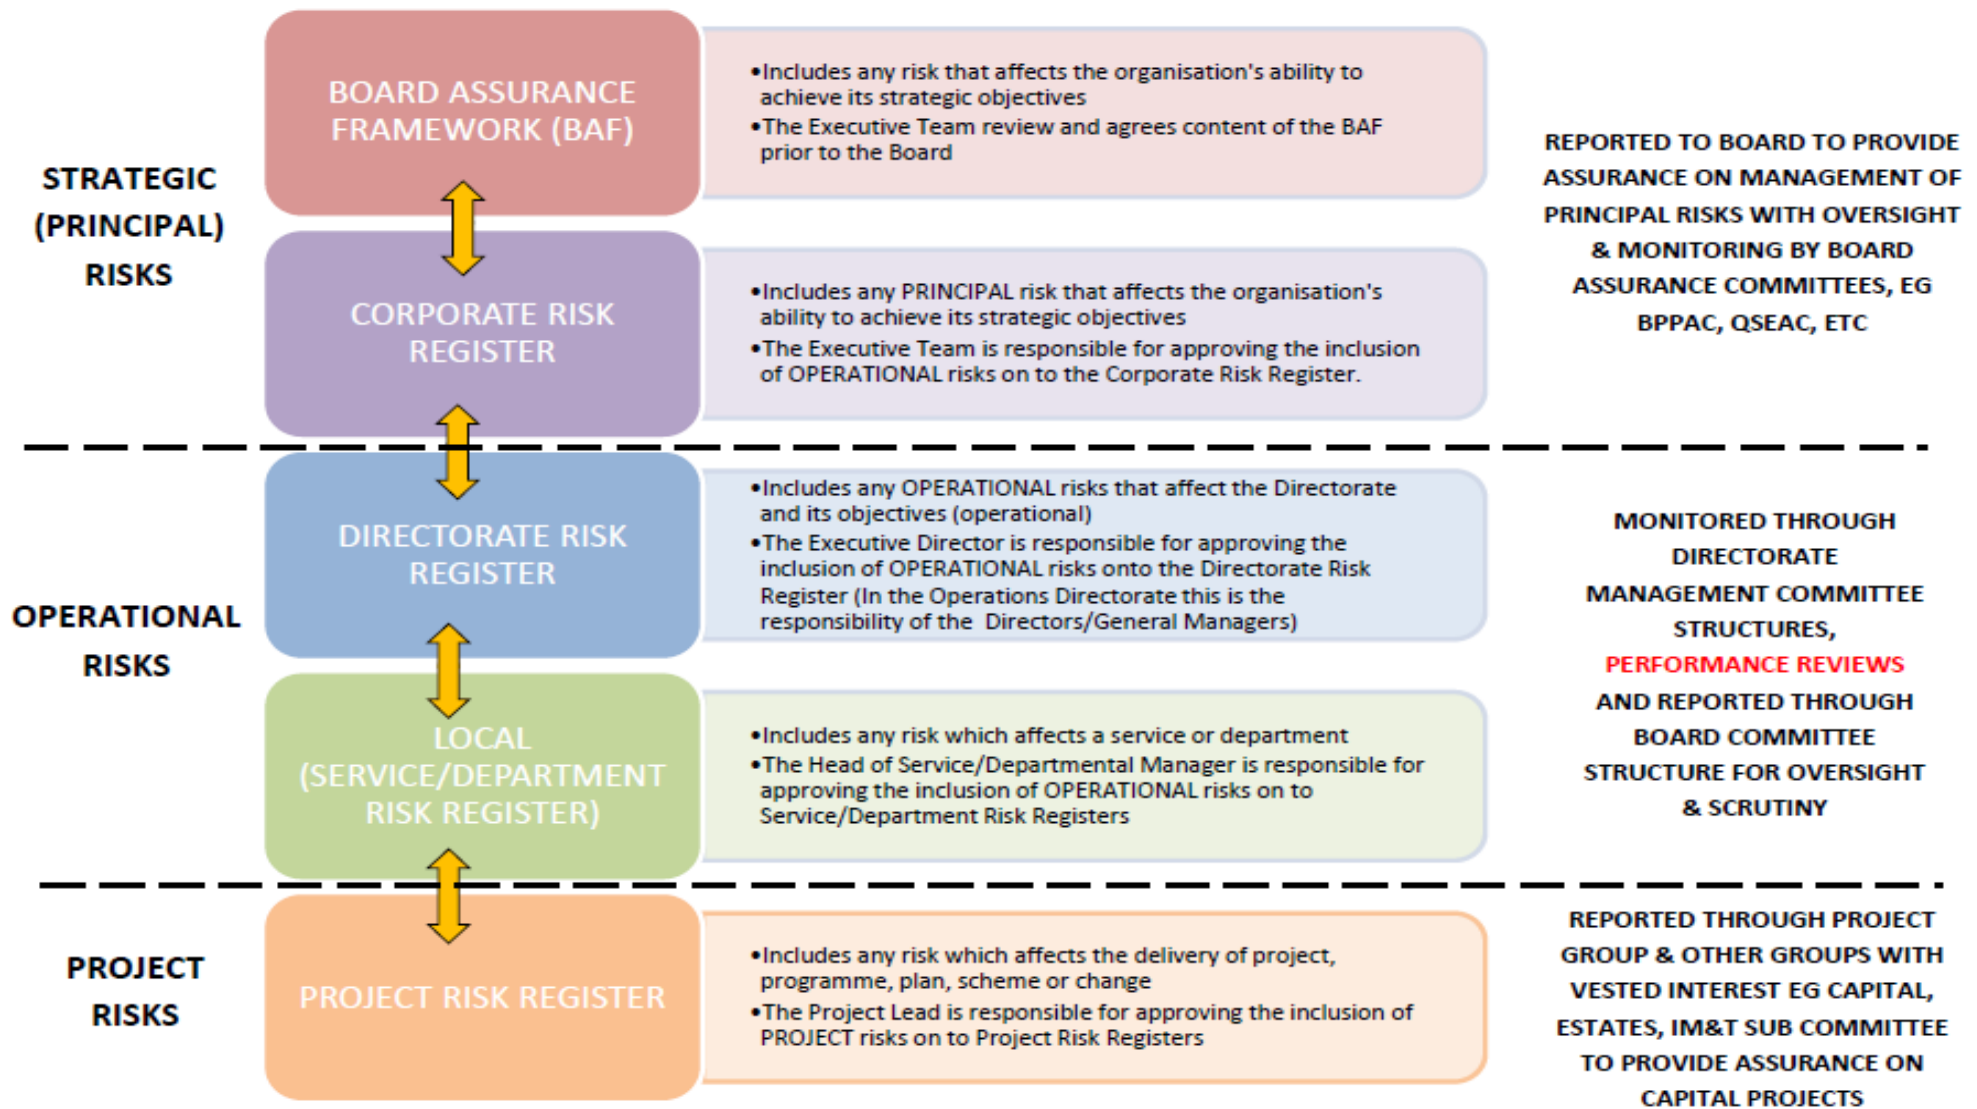 STRATEGIC
(PRINCIPAL)
RISKS
BOARD ASSURANCE
FRAMEWORK (BAF)
•Includes any risk that affects the organisation's ability to
achieve its strategic objectives
•The Executive Team review and agrees content of the BAF
prior to the Board
CORPORATE RISK
REGISTER
•Includes any PRINCIPAL risk that affects the organisation's
ability to achieve its strategic objectives
•The Executive Team is responsible for approving the inclusion
of OPERATIONAL risks on to the Corporate Risk Register.
REPORTED TO BOARD TO PROVIDE
ASSURANCE ON MANAGEMENT OF
PRINCIPAL RISKS WITH OVERSIGHT
& MONITORING BY BOARD
ASSURANCE COMMITTEES, EG
BPPAC, QSEAC, ETC
OPERATIONAL
RISKS
DIRECTORATE RISK
REGISTER
•Includes any OPERATIONAL risks that affect the Directorate
and its objectives (operational)
•The Executive Director is responsible for approving the
inclusion of OPERATIONAL risks onto the Directorate Risk
Register (In the Operations Directorate this is the
responsibility of the Directors/General Managers)
LOCAL
(SERVICE/DEPARTMENT
RISK REGISTER)
•Includes any risk which affects a service or department
•The Head of Service/Departmental Manager is responsible for
approving the inclusion of OPERATIONAL risks on to
Service/Department Risk Registers
MONITORED THROUGH
DIRECTORATE
MANAGEMENT COMMITTEE
STRUCTURES,
PERFORMANCE REVIEWS
AND REPORTED THROUGH
BOARD COMMITTEE
STRUCTURE FOR OVERSIGHT
& SCRUTINY
PROJECT
RISKS
PROJECT RISK REGISTER
•Includes any risk which affects the delivery of project,
programme, plan, scheme or change
•The Project Lead is responsible for approving the inclusion of
PROJECT risks on to Project Risk Registers
REPORTED THROUGH PROJECT
GROUP & OTHER GROUPS WITH
VESTED INTEREST EG CAPITAL,
ESTATES, IM&T SUB COMMITTEE
TO PROVIDE ASSURANCE ON
CAPITAL PROJECTS